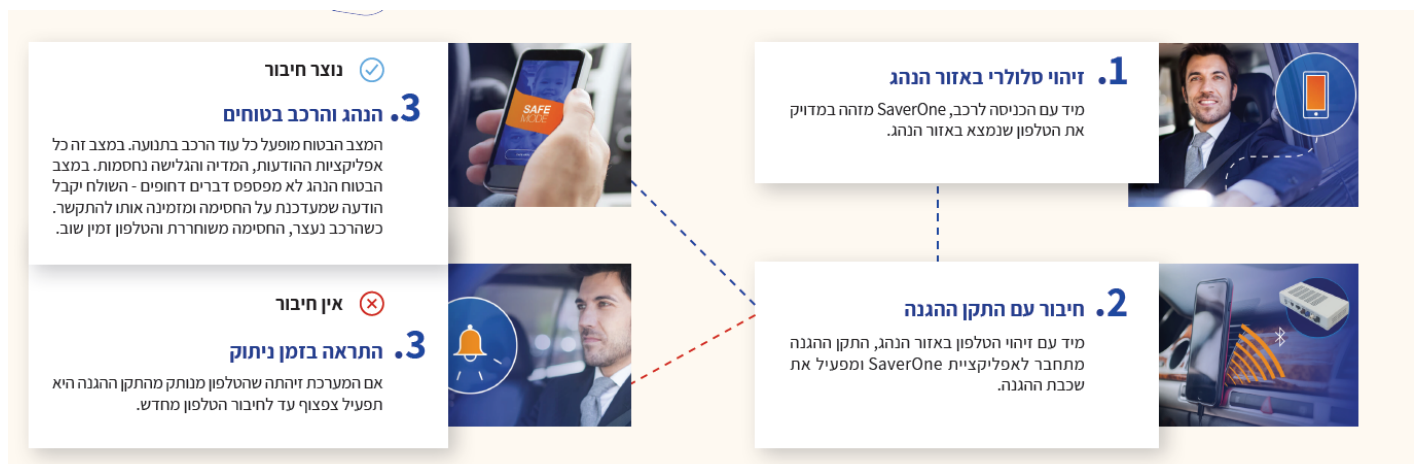 1. זיהוי סלולרי באזור הנהג
מיד עם הכניסה לרכב, SaverOne מזהה במדויק
את הטלפון שנמצא באזור הנהג.
2. חיבור עם התקן ההגנה
מיד עם זיהוי הטלפון באזור הנהג, התקן ההגנה
מתחבר לאפליקציית SaverOne ומפעיל את
שכבת ההגנה.
נוצר חיבור
3. הנהג והרכב בטוחים
המצב הבטוח מופעל כל עוד הרכב בתנועה. במצב זה כל
אפליקציות ההודעות, המדיה והגלישה נחסמות. במצב
הבטוח הנהג לא מפספס דברים דחופים - השולח יקבל
הודעה שמעדכנת על החסימה ומזמינה אותו להתקשר.
כשהרכב נעצר, החסימה משוחררת והטלפון זמין שוב.
SAFE
MODE
אין חיבור
3. התראה בזמן ניתוק
אם המערכת זיהתה שהטלפון מנותק מהתקן ההגנה היא
תפעיל צפצוף עד לחיבור הטלפון מחדש.